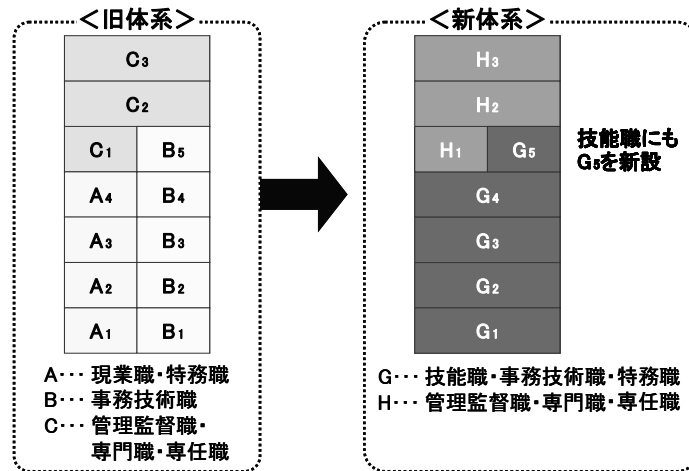 ＜旧体系＞
C3
C2
C1 B5
A4 B4
A3 B3
A2 B2
A1 B1
A･･･ 現業職･特務職
B･･･ 事務技術職
C･･･ 管理監督職･
専門職･専任職
＜新体系＞
H3
H2
H1 G5
G4
G3
G2
G1
技能職にも
G5を新設
G･･･ 技能職･事務技術職･特務職
H･･･ 管理監督職･専門職･専任職